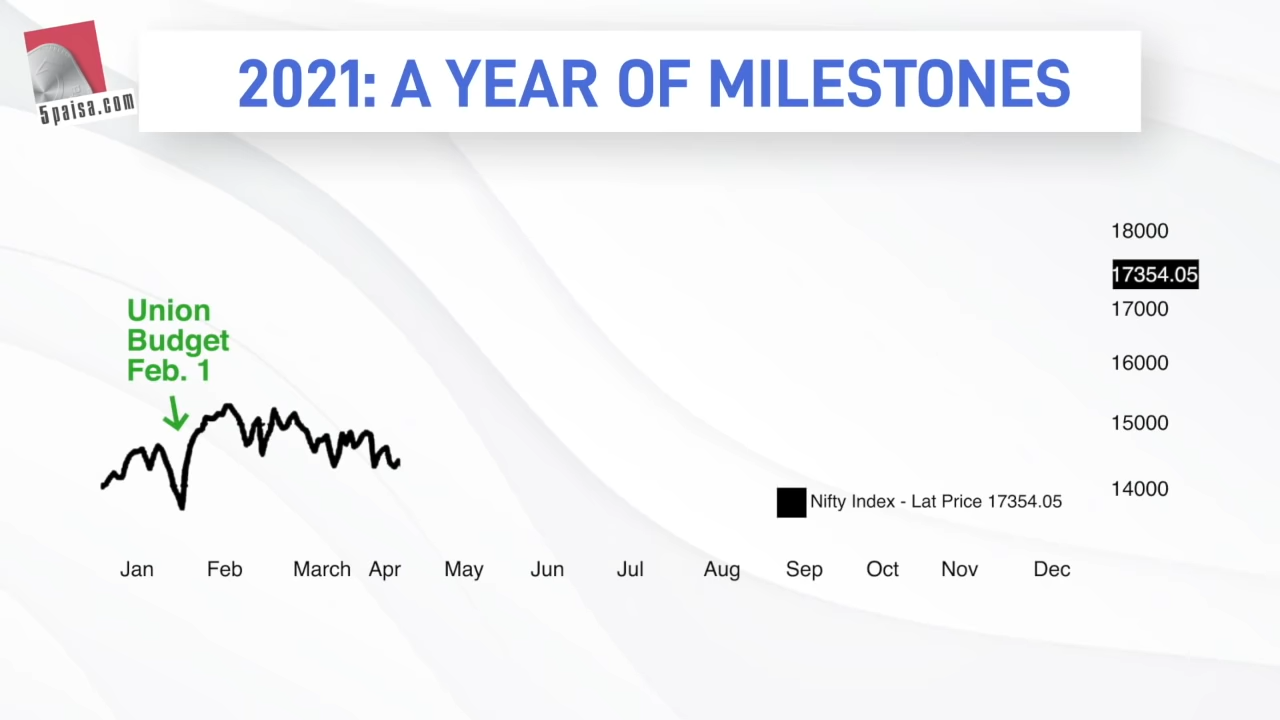 5paisa.com
2021: A YEAR OF MILESTONES
18000
17354.05
17000
16000
15000
14000
Union
Budget
Feb. 1
Nifty Index - Lat Price 17354.05
Jan Feb March Apr May Jun Jul Aug Sep Oct Nov Dec